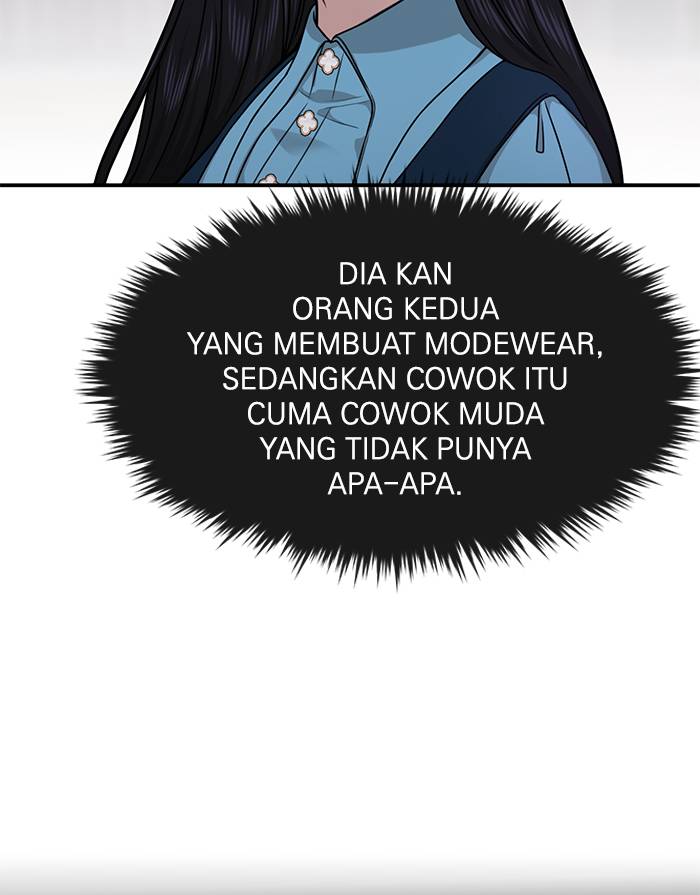 DIA KAN
ORANG KEDUA
YANG MEMBUAT MODEWEAR,
SEDANGKAN COWOK ITU
CUMA COWOK MUDA
YANG TIDAK PUNYA
APA-APA.